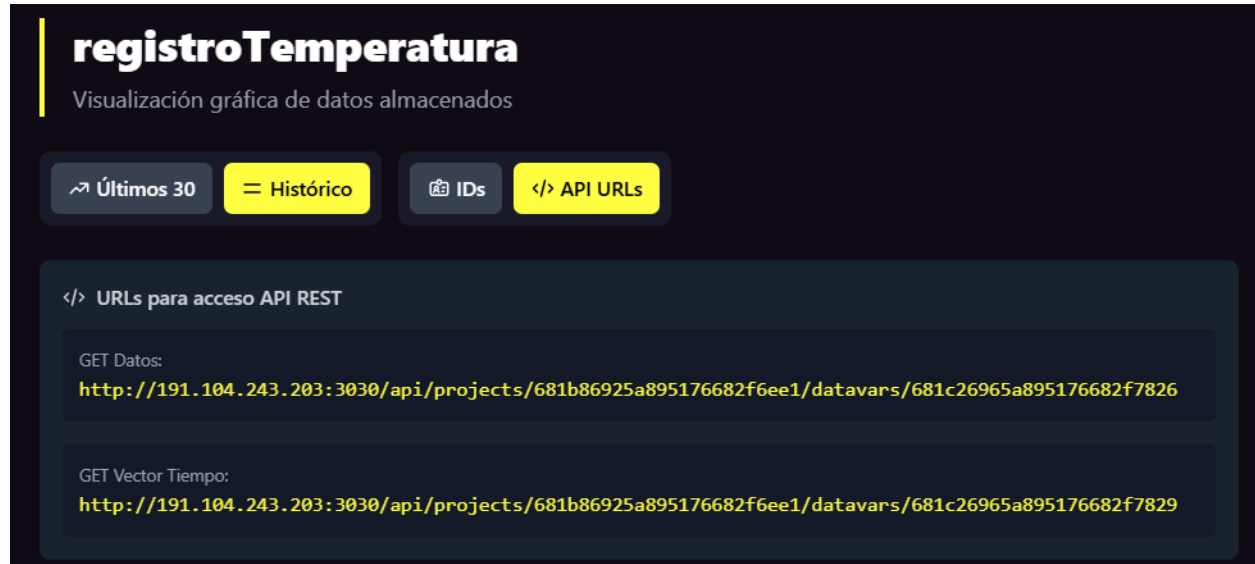 registroTemperatura
Visualización gráfica de datos almacenados
Últimos 30
Histórico
IDs
</> API URLs
</> URLs para acceso API REST
GET Datos:
http://191.104.243.203:3030/api/projects/681b86925a895176682f6ee1/datavars/681c26965a895176682f7826
GET Vector Tiempo:
http://191.104.243.203:3030/api/projects/681b86925a895176682f6ee1/datavars/681c26965a895176682f7829